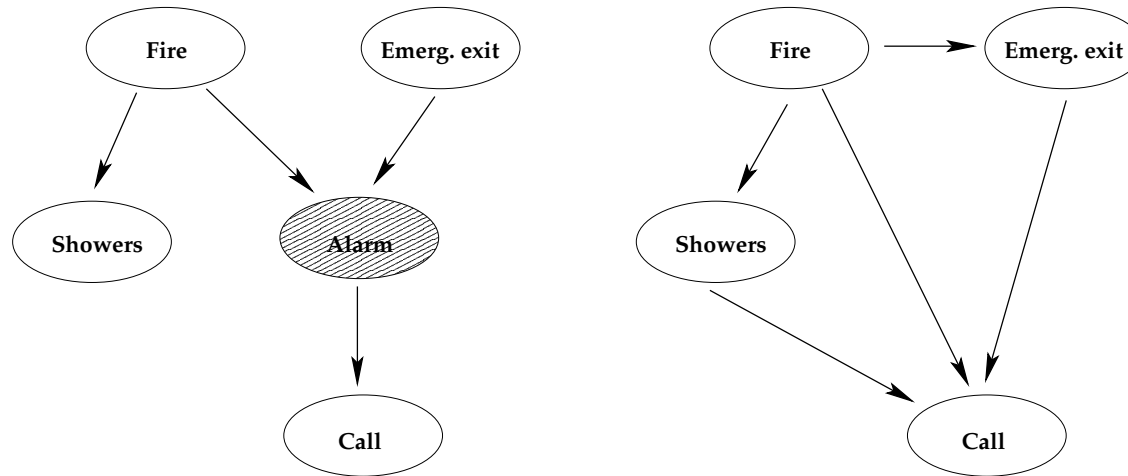 Fire
Emerg. exit
Showers
Alarm
Call
Fire
Emerg. exit
Showers
Call